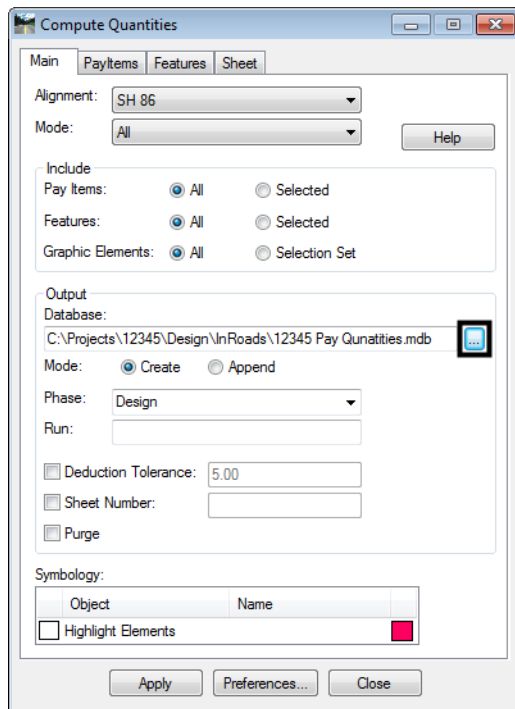 Compute Quantities
Main PayItems Features Sheet
Alignment: SH 86
Mode: All
Help
Include
Pay Items: All Selected
Features: All Selected
Graphic Elements: All Selection Set
Output
Database:
C:\Projects\12345\Design\InRoads\12345 Pay Qunatities.mdb ...
Mode: Create Append
Phase: Design
Run:
Deduction Tolerance: 5.00
Sheet Number:
Purge
Symbology:
Object Name
Highlight Elements
Apply Preferences... Close